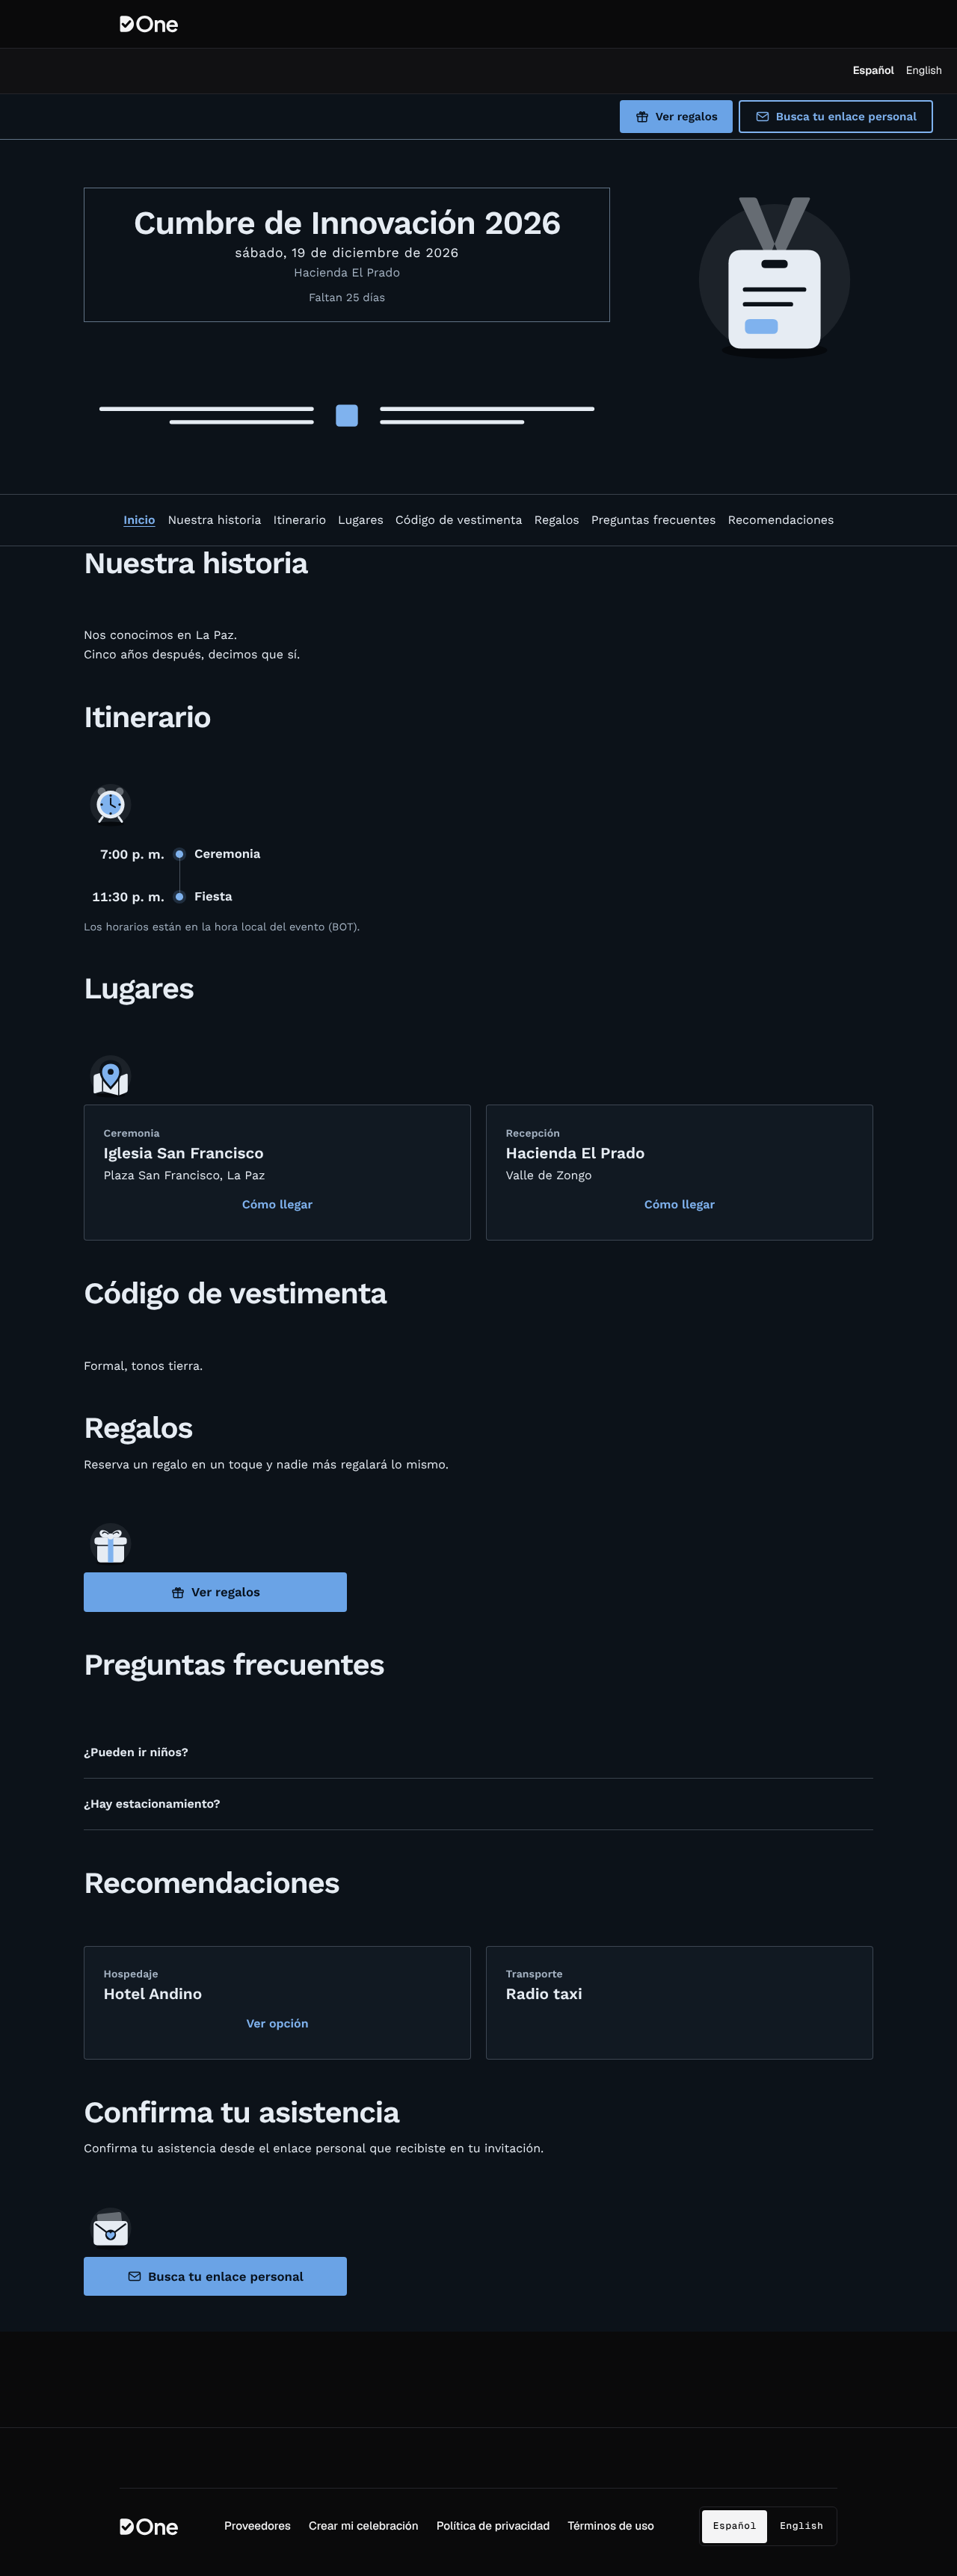 One
Español English
Ver regalos Busca tu enlace personal
Cumbre de Innovación 2026
sábado, 19 de diciembre de 2026
Hacienda El Prado
Faltan 25 días
Inicio Nuestra historia Itinerario Lugares Código de vestimenta Regalos Preguntas frecuentes Recomendaciones
Nuestra historia
Nos conocimos en La Paz.
Cinco años después, decimos que sí.
Itinerario
7:00 p. m. Ceremonia
11:30 p. m. Fiesta
Los horarios están en la hora local del evento (BOT).
Lugares
Ceremonia
Iglesia San Francisco
Plaza San Francisco, La Paz
Cómo llegar
Recepción
Hacienda El Prado
Valle de Zongo
Cómo llegar
Código de vestimenta
Formal, tonos tierra.
Regalos
Reserva un regalo en un toque y nadie más regalará lo mismo.
Ver regalos
Preguntas frecuentes
¿Pueden ir niños?
¿Hay estacionamiento?
Recomendaciones
Hospedaje
Hotel Andino
Ver opción
Transporte
Radio taxi
Confirma tu asistencia
Confirma tu asistencia desde el enlace personal que recibiste en tu invitación.
Busca tu enlace personal
One
Proveedores Crear mi celebración Política de privacidad Términos de uso
Español English